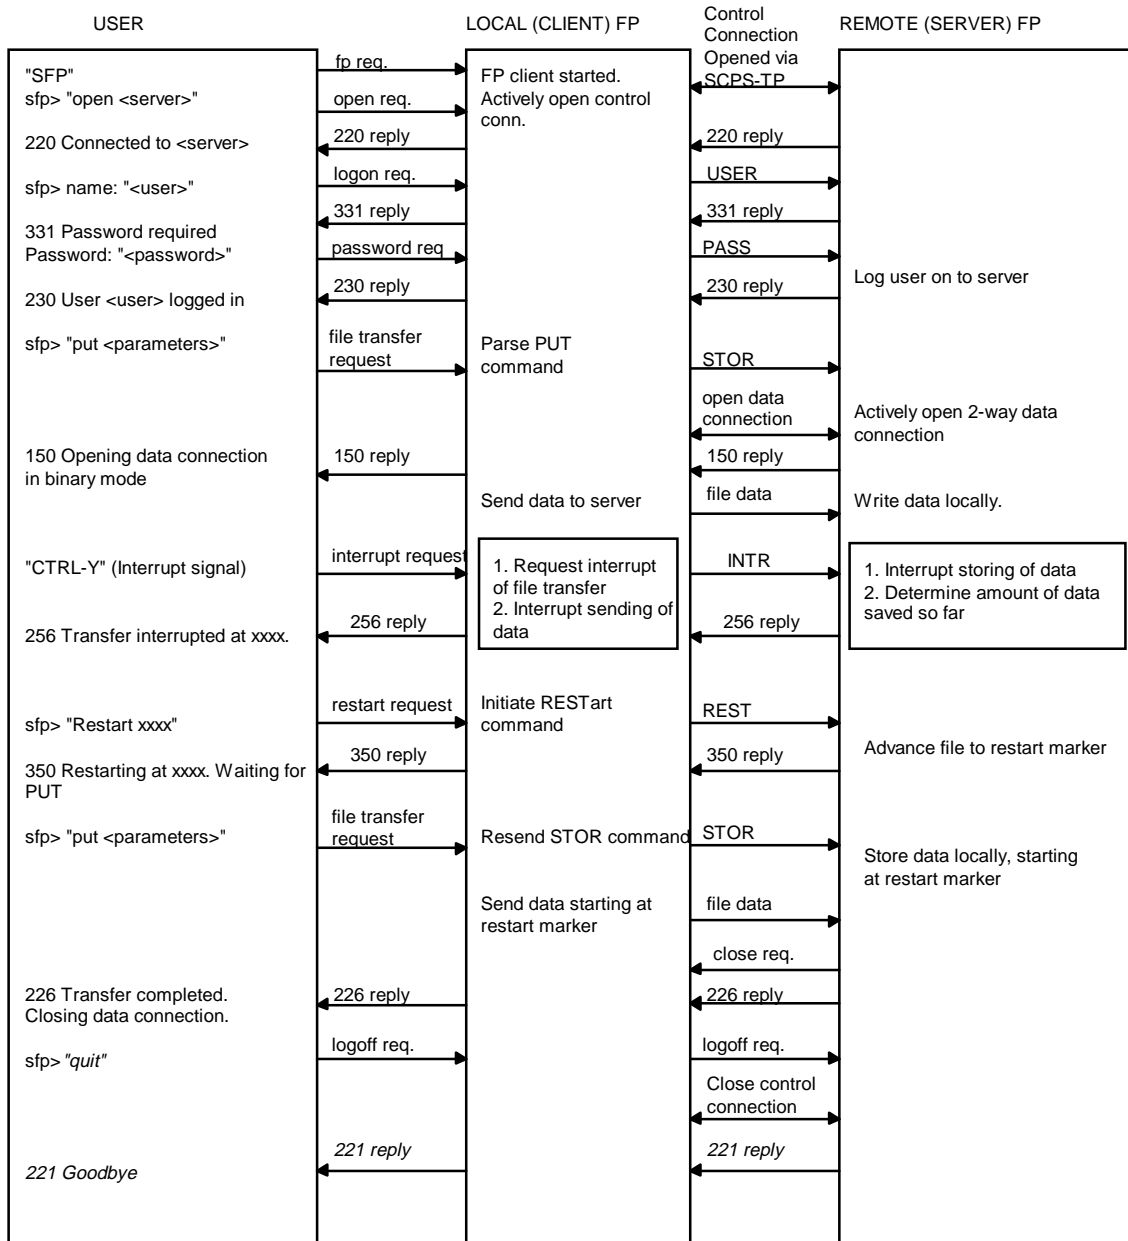 USER
LOCAL (CLIENT) FP
Control
Connection
Opened via
SCPS-TP
REMOTE (SERVER) FP
"SFP"
fp req.
FP client started.
sfp> "open <server>"
open req.
Actively open control
conn.
220 Connected to <server>
220 reply
220 reply
sfp> name: "<user>"
logon req.
USER
331 reply
331 reply
331 Password required
Password: "<password>"
password req
PASS
Log user on to server
230 User <user> logged in
230 reply
230 reply
sfp> "put <parameters>"
file transfer
request
Parse PUT
command
STOR
open data
connection
Actively open 2-way data
connection
150 Opening data connection
in binary mode
150 reply
150 reply
Send data to server
file data
Write data locally.
"CTRL-Y" (Interrupt signal)
interrupt request
1. Request interrupt
of file transfer
2. Interrupt sending of
data
INTR
1. Interrupt storing of data
2. Determine amount of data
saved so far
256 Transfer interrupted at xxxx.
256 reply
256 reply
sfp> "Restart xxxx"
restart request
Initiate RESTart
command
REST
Advance file to restart marker
350 Restarting at xxxx. Waiting for
PUT
350 reply
350 reply
sfp> "put <parameters>"
file transfer
request
Resend STOR command
STOR
Store data locally, starting
at restart marker
Send data starting at
restart marker
file data
close req.
226 Transfer completed.
Closing data connection.
226 reply
226 reply
sfp> "quit"
logoff req.
logoff req.
Close control
connection
221 Goodbye
221 reply
221 reply